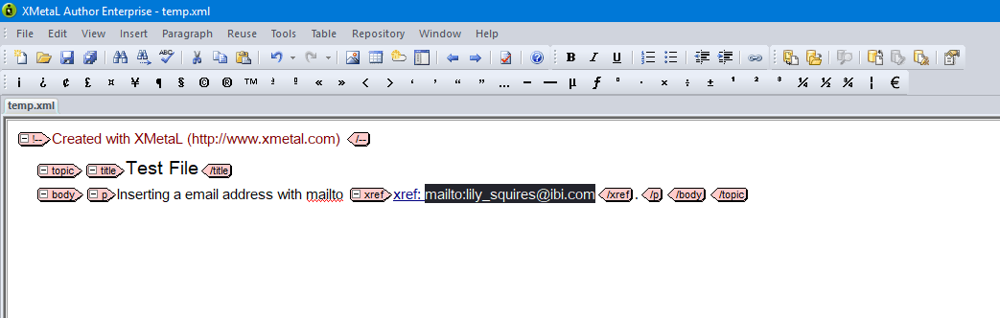 XMetaL Author Enterprise - temp.xml
File Edit View Insert Paragraph Reuse Tools Table Repository Window Help
ABC B I U
¡ ¿ ¢ £ ¤ ¥ ¶ § © ® ™ ª º « » < > ‘ ’ “ ” … – — µ ƒ ° · × ÷ ± ¹ ² ³ ¼ ½ ¾ ¦ €
temp.xml
!-- Created with XMetaL (http://www.xmetal.com) /--
topic title Test File /title
body p Inserting a email address with mailto xref xref: mailto:lily_squires@ibi.com /xref . /p /body /topic